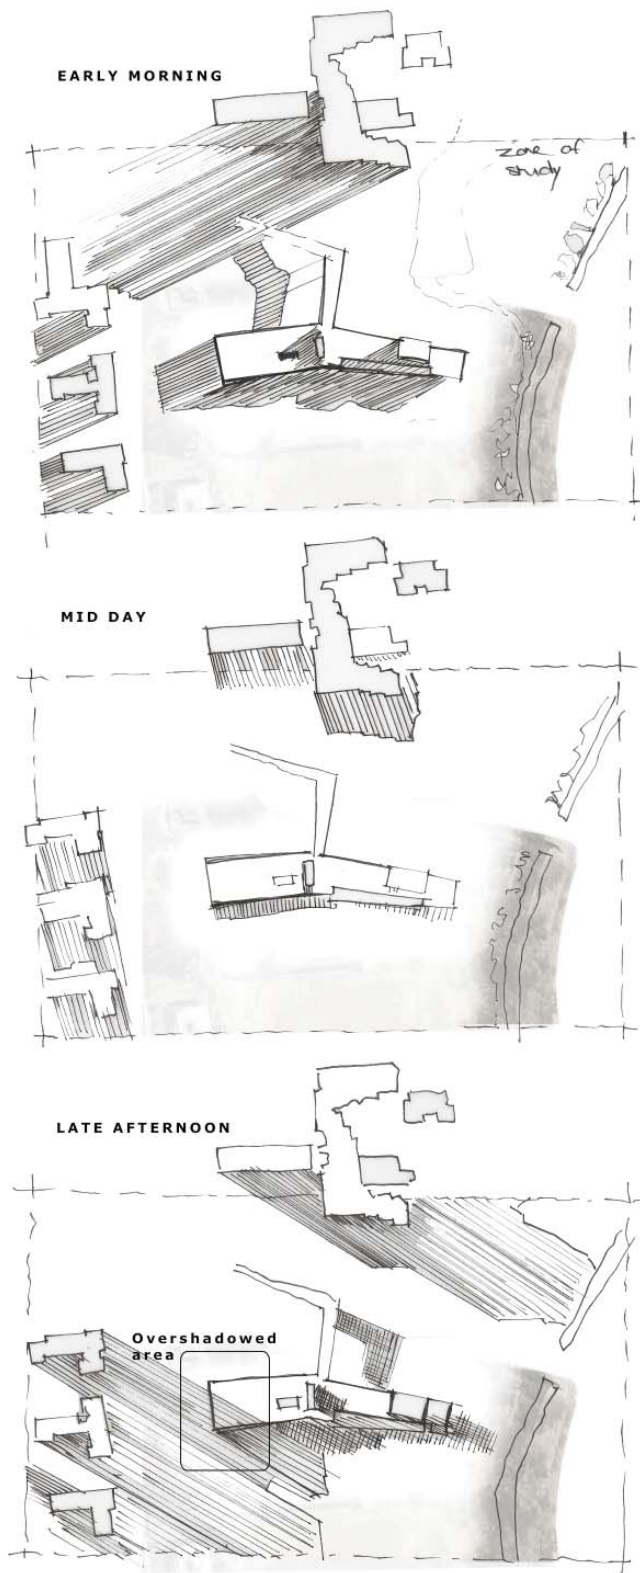 EARLY MORNING
zone of
study
MID DAY
LATE AFTERNOON
Overshadowed
area